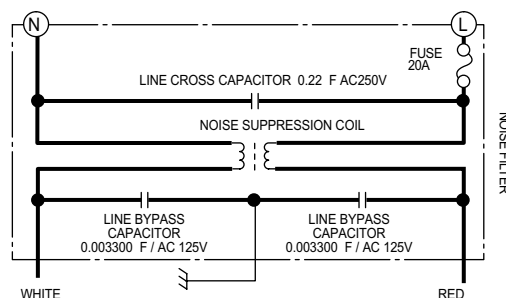 N
L
FUSE
20A
LINE CROSS CAPACITOR 0.22 F AC250V
NOISE SUPPRESSION COIL
NOISE FILTER
LINE BYPASS
CAPACITOR
0.003300 F / AC 125V
LINE BYPASS
CAPACITOR
0.003300 F / AC 125V
WHITE
RED